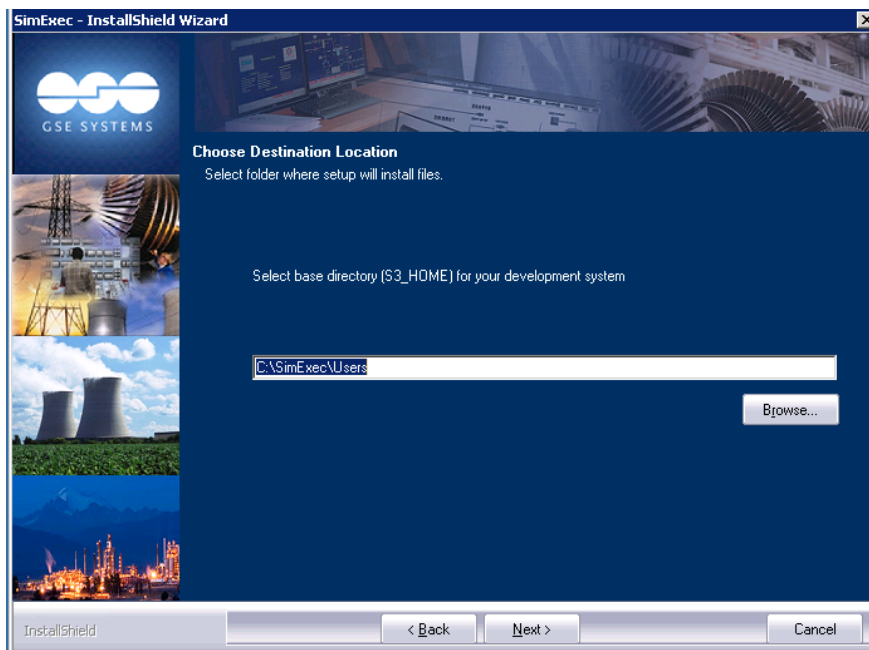 SimExec - InstallShield Wizard
GSE SYSTEMS
Choose Destination Location
Select folder where setup will install files.
Select base directory (S3_HOME) for your development system
C:\SimExec\Users
Browse...
InstallShield
< Back
Next >
Cancel